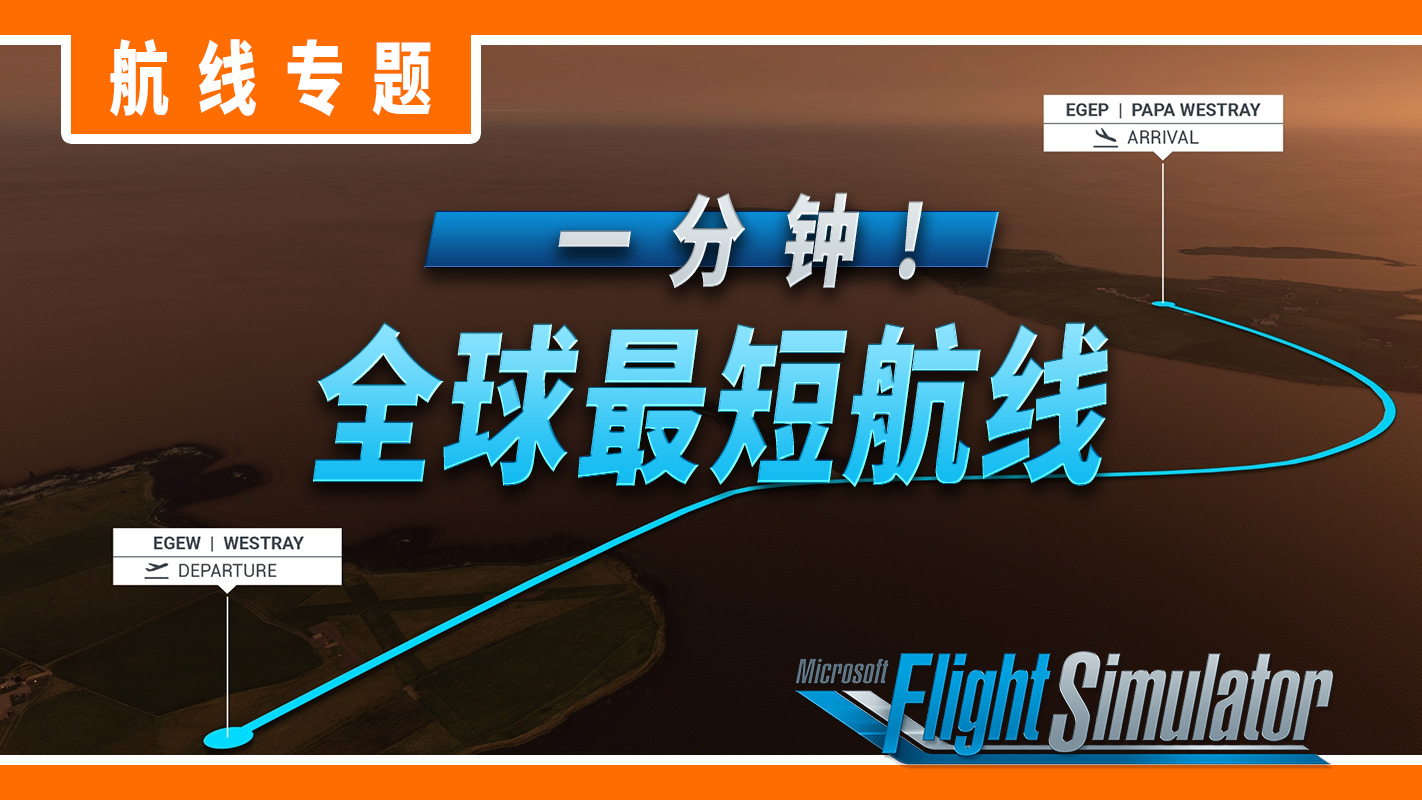 航线专题
EGEP | PAPA WESTRAY
ARRIVAL
一分钟！
全球最短航线
EGEW | WESTRAY
DEPARTURE
Microsoft Flight Simulator